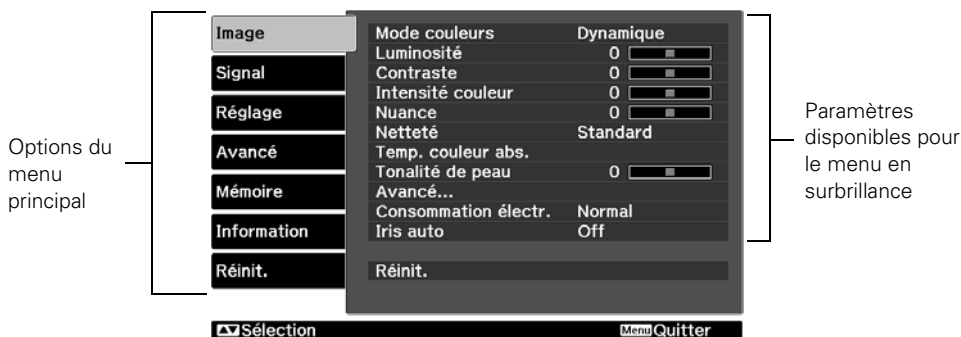 Options du
menu
principal
Image
Signal
Réglage
Avancé
Mémoire
Information
Réinit.
Mode couleurs Dynamique
Luminosité 0
Contraste 0
Intensité couleur 0
Nuance 0
Netteté Standard
Temp. couleur abs.
Tonalité de peau 0
Avancé...
Consommation électr. Normal
Iris auto Off
Réinit.
Sélection Menu Quitter
Paramètres
disponibles pour
le menu en
surbrillance